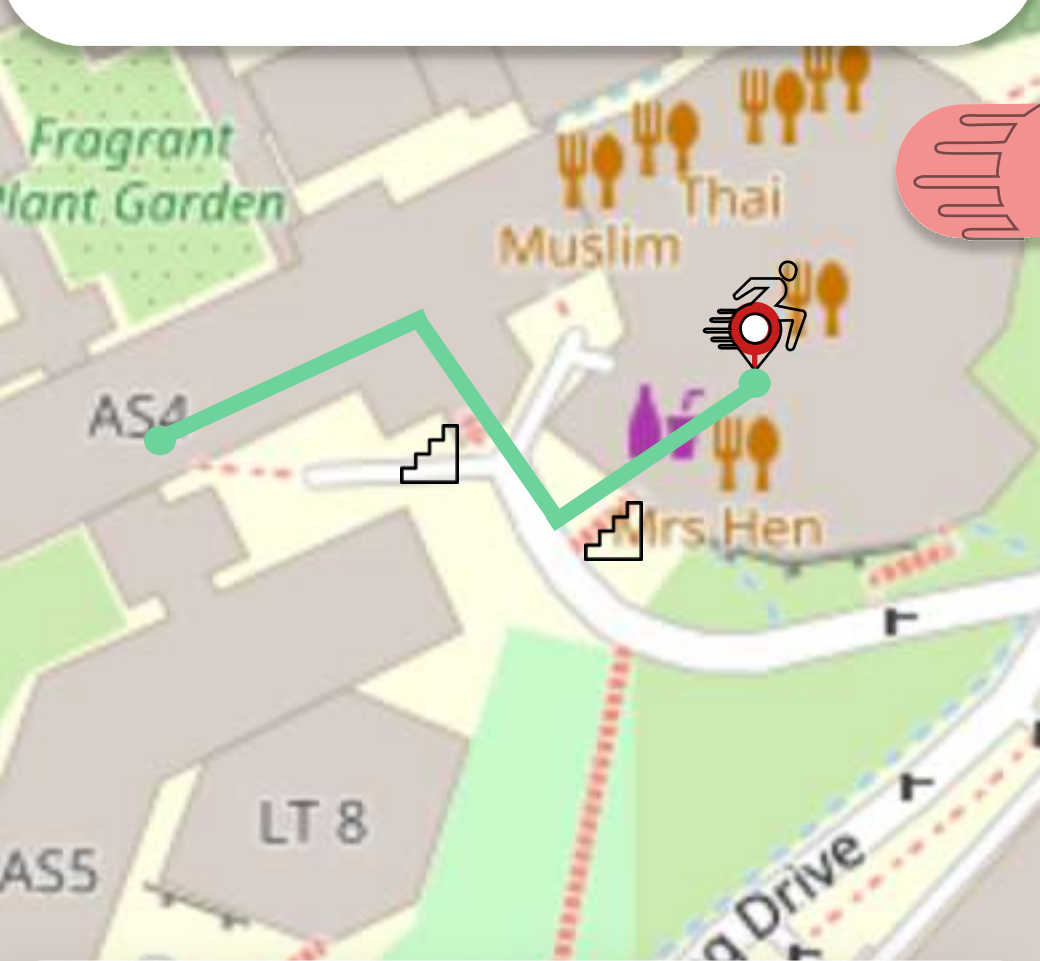 Fragrant
Plant Garden
Thai
Muslim
AS4
Mrs Hen
LT 8
AS5
Drive